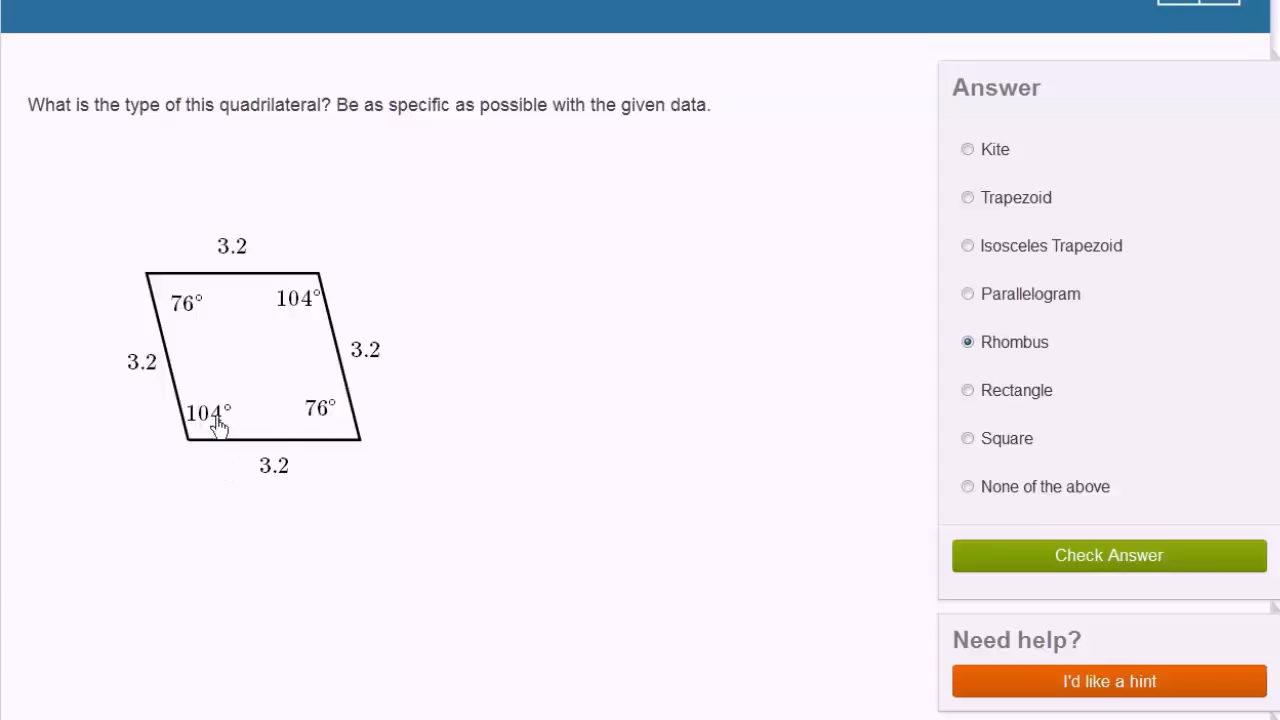 What is the type of this quadrilateral? Be as specific as possible with the given data.
3.2
76°
104°
3.2
3.2
104°
76°
3.2
Answer
Kite
Trapezoid
Isosceles Trapezoid
Parallelogram
Rhombus
Rectangle
Square
None of the above
Check Answer
Need help?
I'd like a hint